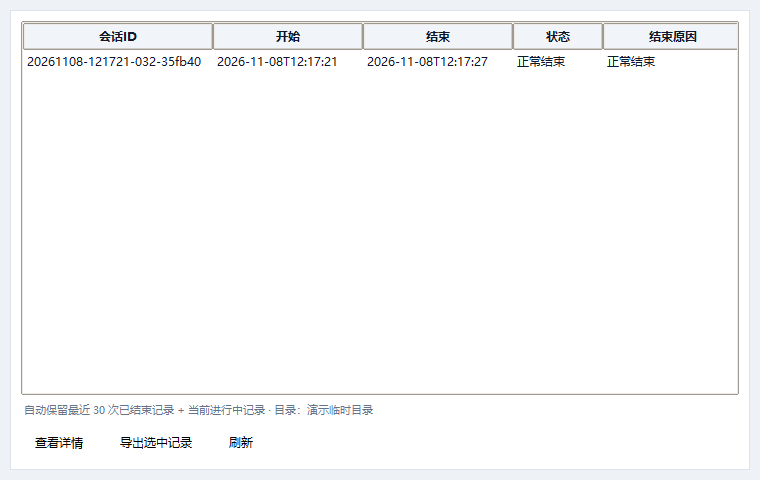 会话ID 开始 结束 状态 结束原因
20261108-121721-032-35fb40 2026-11-08T12:17:21 2026-11-08T12:17:27 正常结束 正常结束
自动保留最近 30 次已结束记录 + 当前进行中记录 · 目录：演示临时目录
查看详情 导出选中记录 刷新